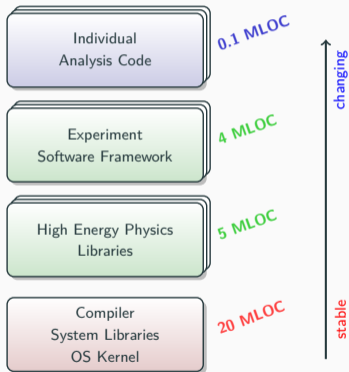 Individual
Analysis Code
0.1 MLOC
changing
Experiment
Software Framework
4 MLOC
High Energy Physics
Libraries
5 MLOC
Compiler
System Libraries
OS Kernel
20 MLOC
stable